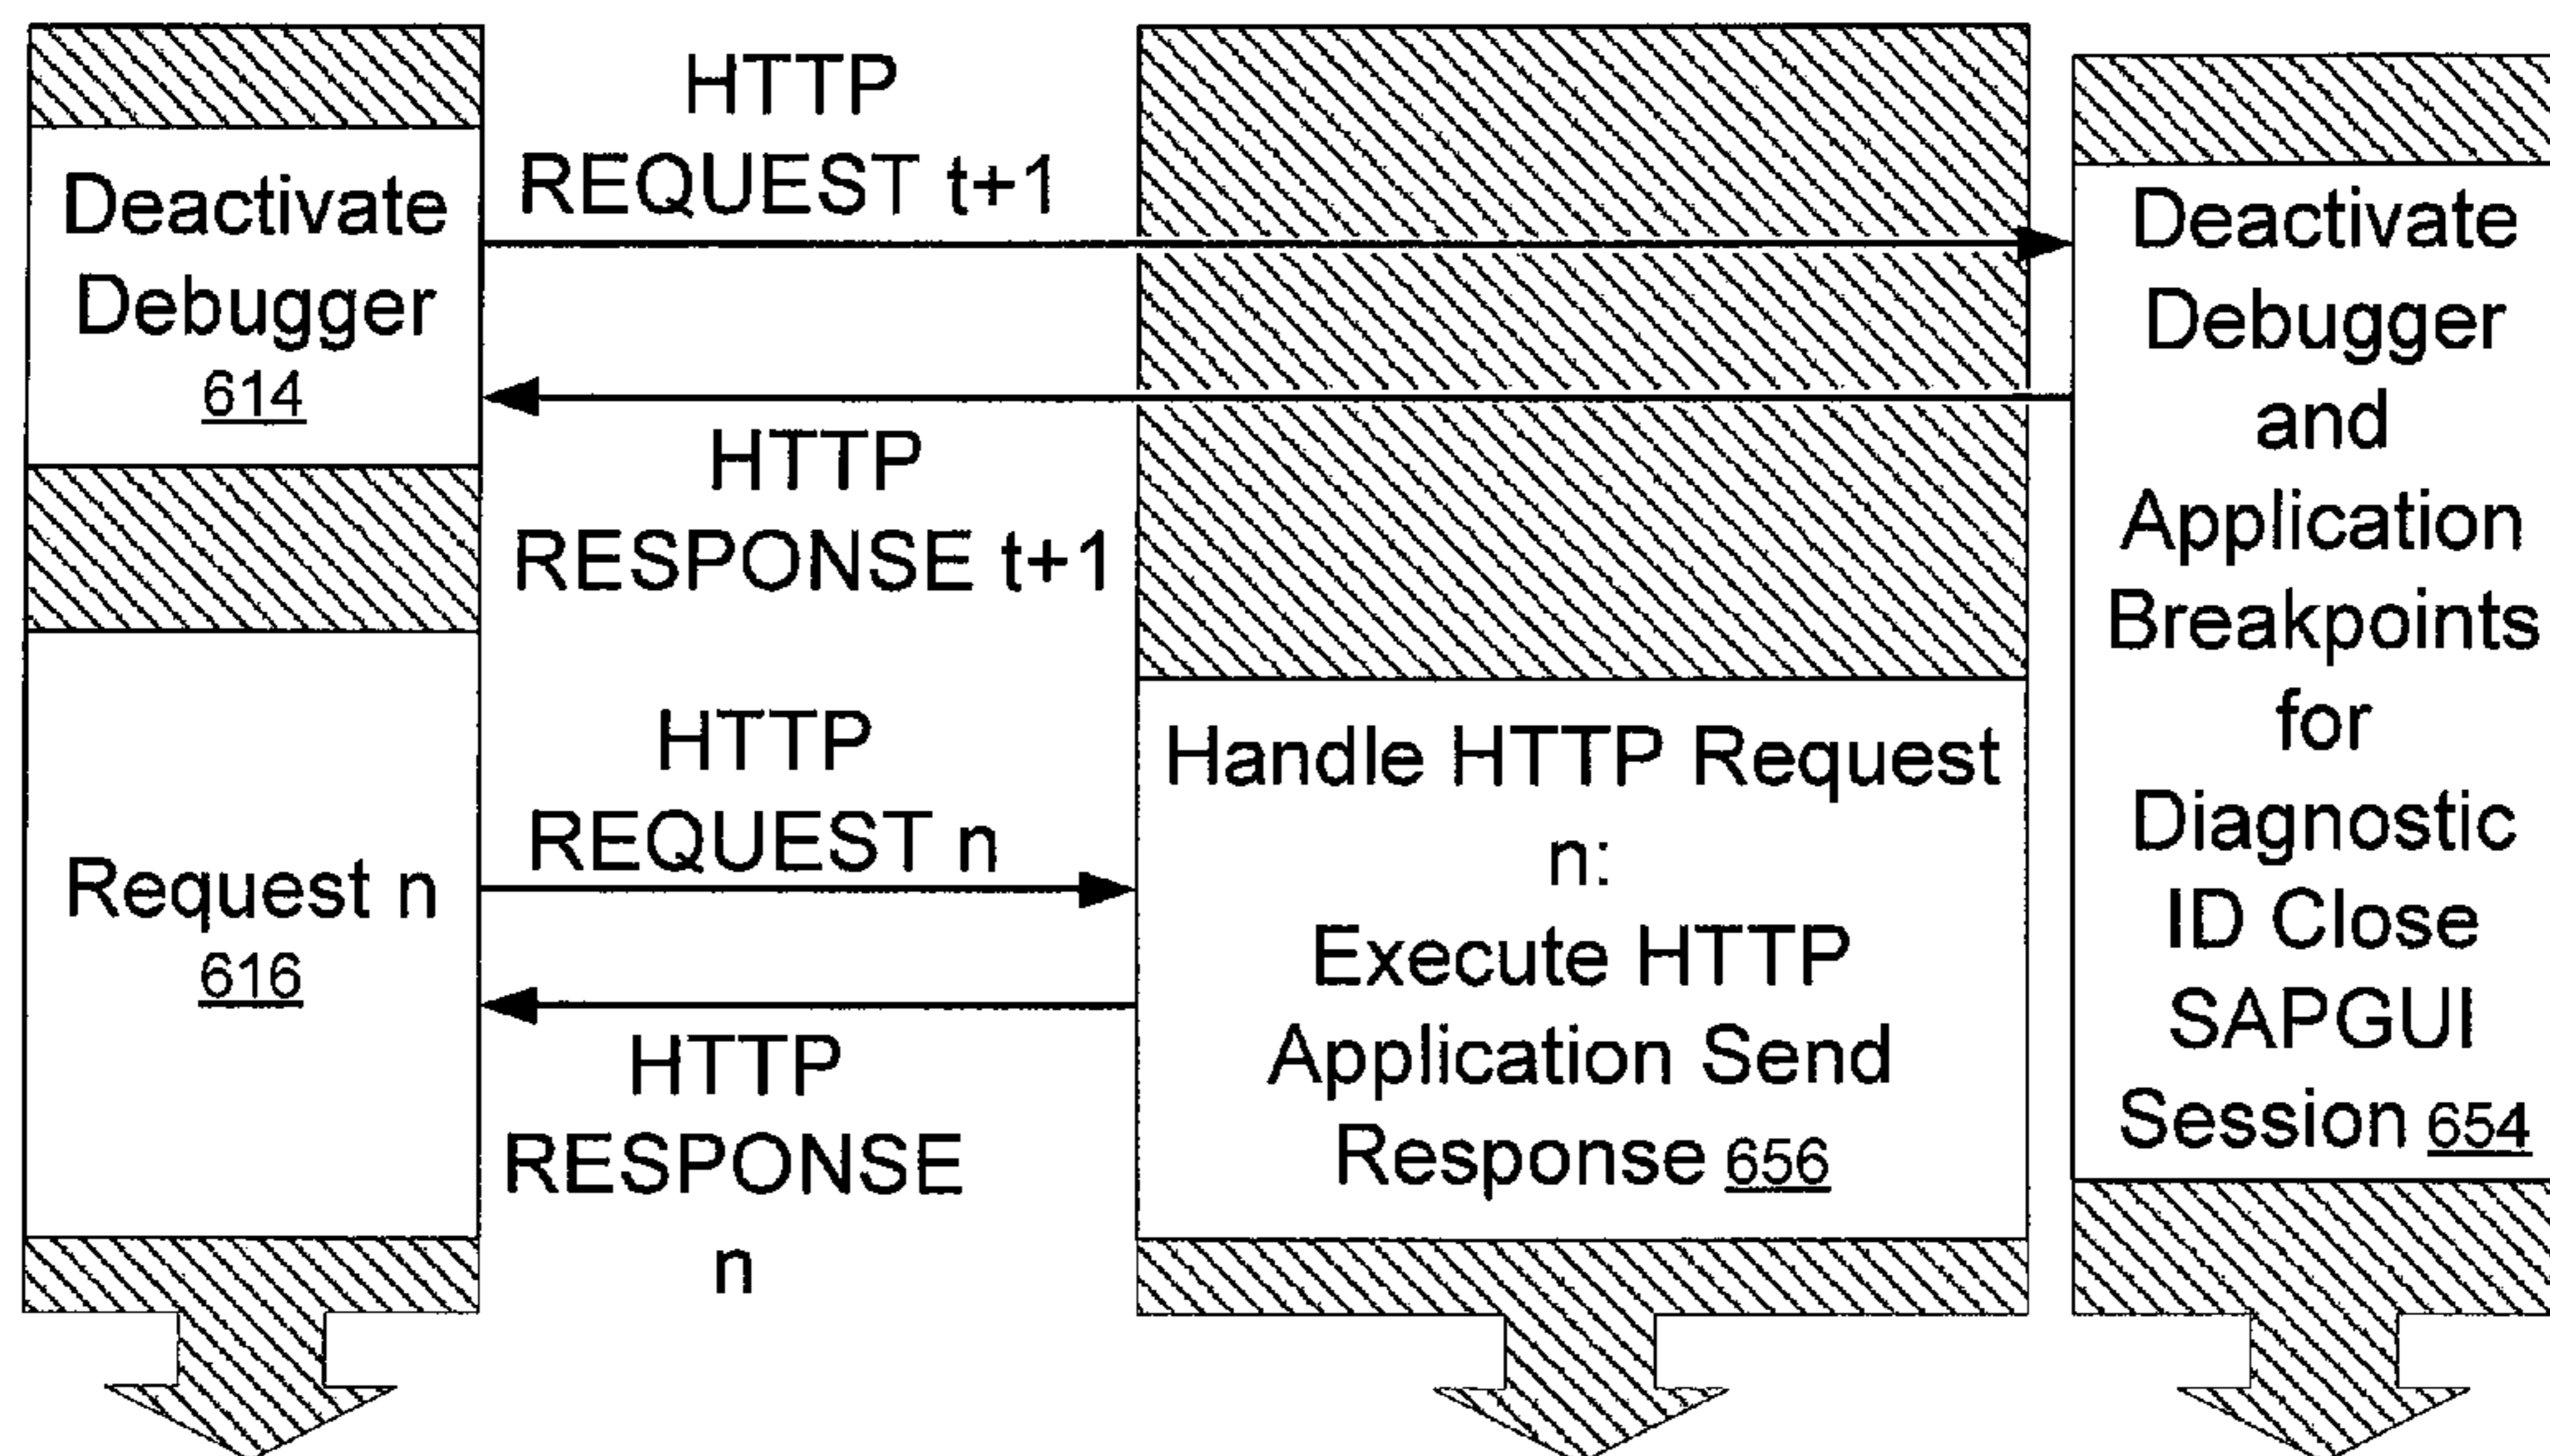 Deactivate
Debugger
614
HTTP
REQUEST t+1
HTTP
RESPONSE t+1
Deactivate
Debugger
and
Application
Breakpoints
for
Diagnostic
ID Close
SAPGUI
Session 654
Request n
616
HTTP
REQUEST n
HTTP
RESPONSE
n
Handle HTTP Request
n:
Execute HTTP
Application Send
Response 656